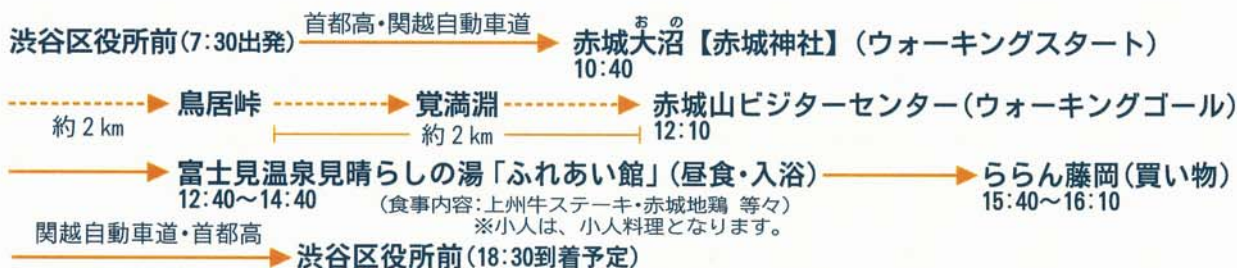 首都高・関越自動車道
渋谷区役所前(7:30出発) 赤城大沼【赤城神社】(ウォーキングスタート)
おの
10:40
鳥居峠 覚満淵 赤城山ビジターセンター(ウォーキングゴール)
約2km 約2km 12:10
富士見温泉見晴らしの湯「ふれあい館」(昼食・入浴) ららん藤岡(買い物)
12:40～14:40 (食事内容:上州牛ステーキ・赤城地鶏 等々) 15:40～16:10
※小人は、小人料理となります。
関越自動車道・首都高
渋谷区役所前(18:30到着予定)